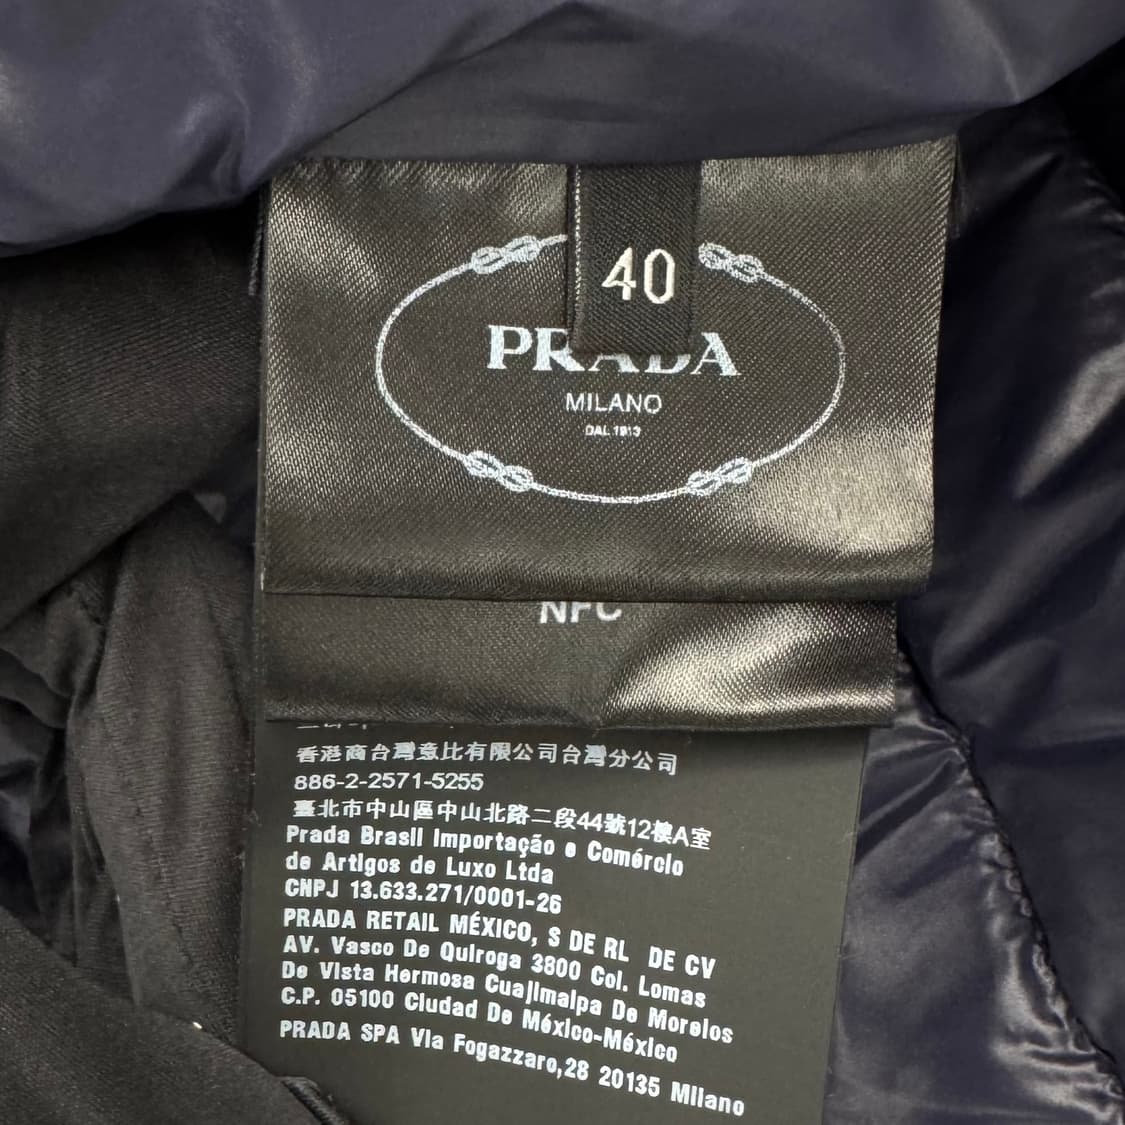 40
PRADA
MILANO
DAL 1913
NFC
香港商台灣意比有限公司台灣分公司
886-2-2571-5255
臺北市中山區中山北路二段44號12樓A室
Prada Brasil Importação e Comércio
de Artigos de Luxo Ltda
CNPJ 13.633.271/0001-26
PRADA RETAIL MÉXICO, S DE RL DE CV
AV. Vasco De Quiroga 3800 Col. Lomas
De Vista Hermosa Cuajimalpa De Morelos
C.P. 05100 Ciudad De México-México
PRADA SPA Via Fogazzaro,28 20135 Milano